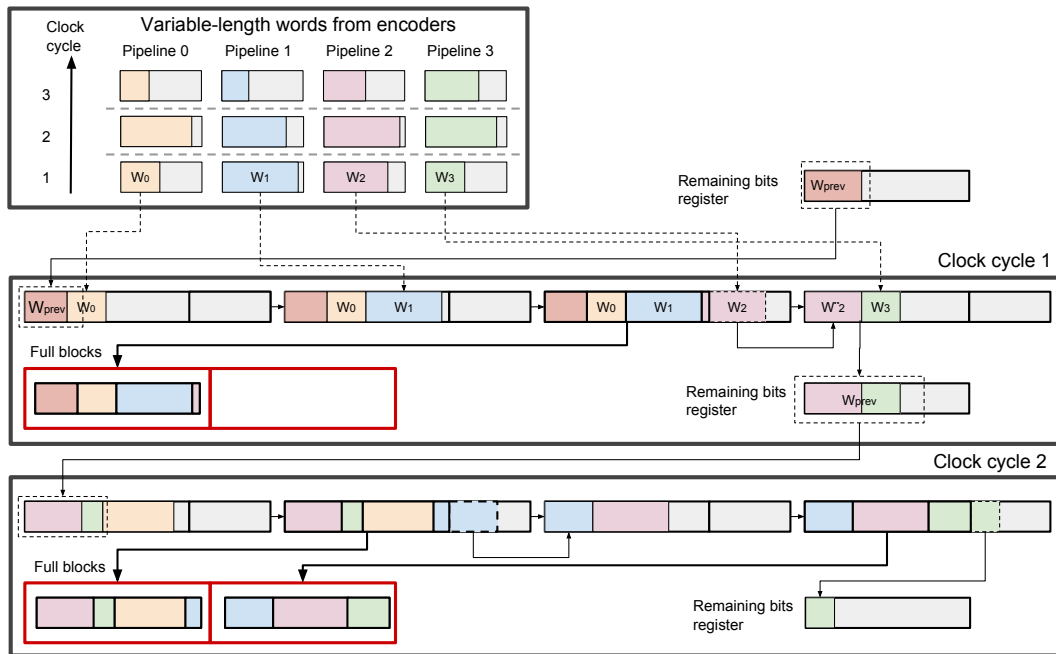 Variable-length words from encoders
Clock
cycle
Pipeline 0 Pipeline 1 Pipeline 2 Pipeline 3
3
2
1
W0 W1 W2 W3
Remaining bits
register
Wprev
Clock cycle 1
Wprev W0 W0 W1 W0 W1 W2 W"2 W3
Full blocks
Remaining bits
register
Wprev
Clock cycle 2
Full blocks
Remaining bits
register